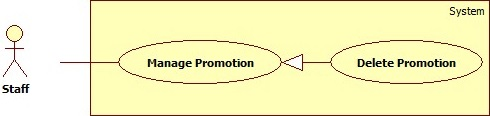 System
Manage Promotion
Delete Promotion
Staff